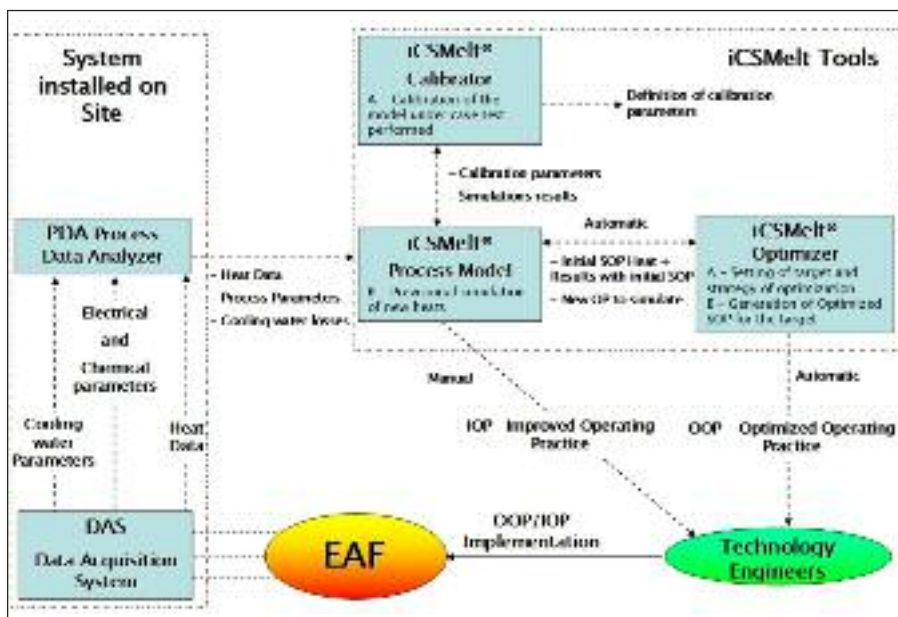 System
installed on
Site
iCSMelt®
Calibrator
A – Calibration of the
model under case test
performed
iCSMelt Tools
Definition of calibration
parameters
– Calibration parameters
Simulations results
PDA Process
Data Analyzer
– Heat Data
Process Parameters
– Cooling water losses
iCSMelt®
Process Model
B – Previsional simulation
of new heats
Automatic
– Initial SOP Heat +
Results with initial SOP
– New OP to simulate
iCSMelt®
Optimizer
A – Setting of target and
strategy of optimization
B – Generation of Optimized
SOP for the target
Electrical
and
Chemical
parameters
Cooling
water
Parameters
Heat
Data
Manual
Automatic
IOP Improved Operating
Practice
OOP Optimized Operating
Practice
DAS
Data Acquisition
System
EAF
OOP/IOP
Implementation
Technology
Engineers